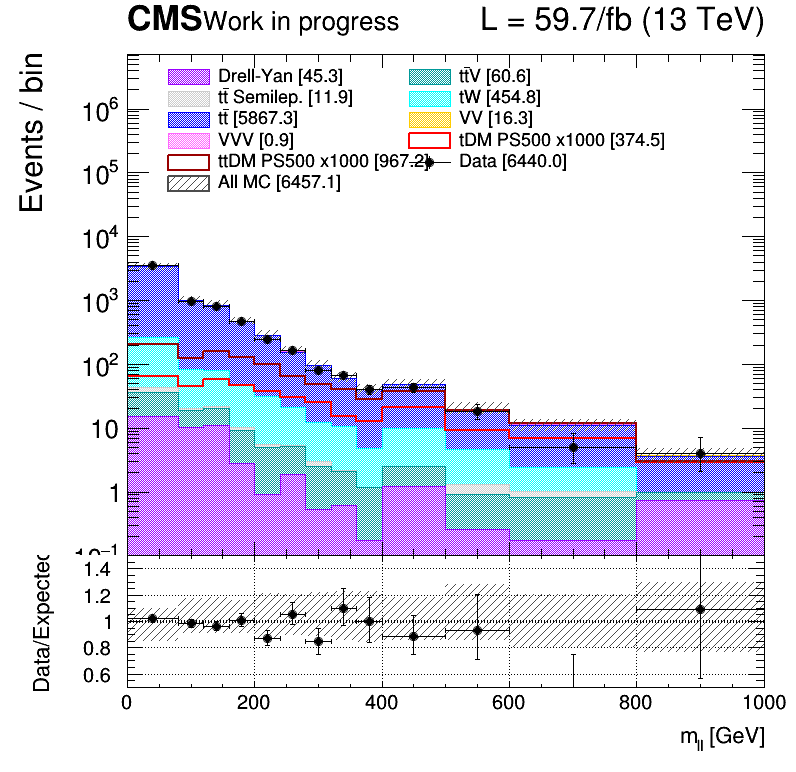 CMS Work in progress L = 59.7/fb (13 TeV)
Events / bin
Drell-Yan [45.3] tt̄V [60.6]
tt̄ Semilep. [11.9] tW [454.8]
tt̄ [5867.3] VV [16.3]
VVV [0.9] tDM PS500 x1000 [374.5]
ttDM PS500 x1000 [967.2] Data [6440.0]
All MC [6457.1]
10⁶
10⁵
10⁴
10³
10²
10
1
10⁻¹
Data/Expected
1.4
1.2
1
0.8
0.6
0 200 400 600 800 1000
m_ll [GeV]